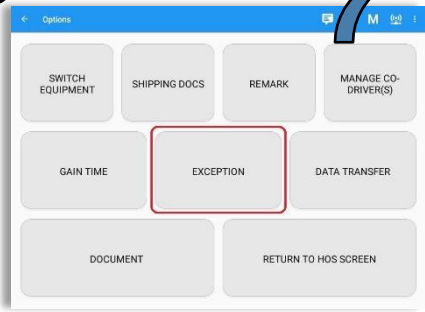 Options
M
SWITCH
EQUIPMENT
SHIPPING DOCS
REMARK
MANAGE CO-
DRIVER(S)
GAIN TIME
EXCEPTION
DATA TRANSFER
DOCUMENT
RETURN TO HOS SCREEN